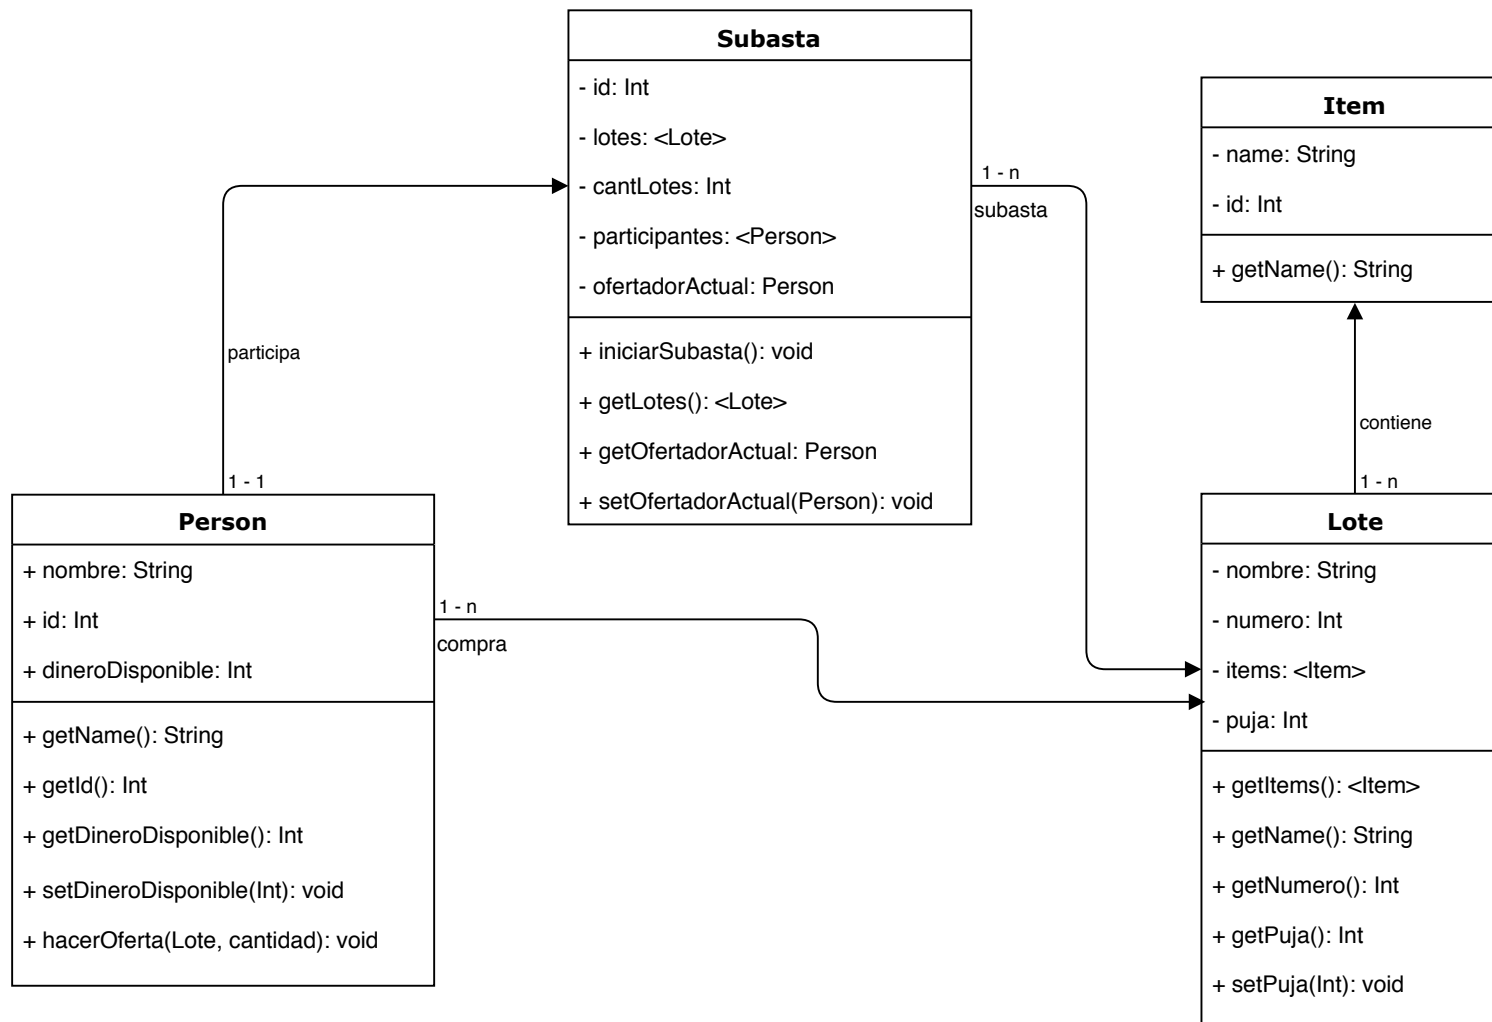 Subasta
- id: Int
- lotes: <Lote>
- cantLotes: Int
- participantes: <Person>
- ofertadorActual: Person
+ iniciarSubasta(): void
+ getLotes(): <Lote>
+ getOfertadorActual: Person
+ setOfertadorActual(Person): void
Item
- name: String
- id: Int
+ getName(): String
1 - n
subasta
participa
1 - 1
contiene
1 - n
Person
+ nombre: String
+ id: Int
+ dineroDisponible: Int
+ getName(): String
+ getId(): Int
+ getDineroDisponible(): Int
+ setDineroDisponible(Int): void
+ hacerOferta(Lote, cantidad): void
1 - n
compra
Lote
- nombre: String
- numero: Int
- items: <Item>
- puja: Int
+ getItems(): <Item>
+ getName(): String
+ getNumero(): Int
+ getPuja(): Int
+ setPuja(Int): void